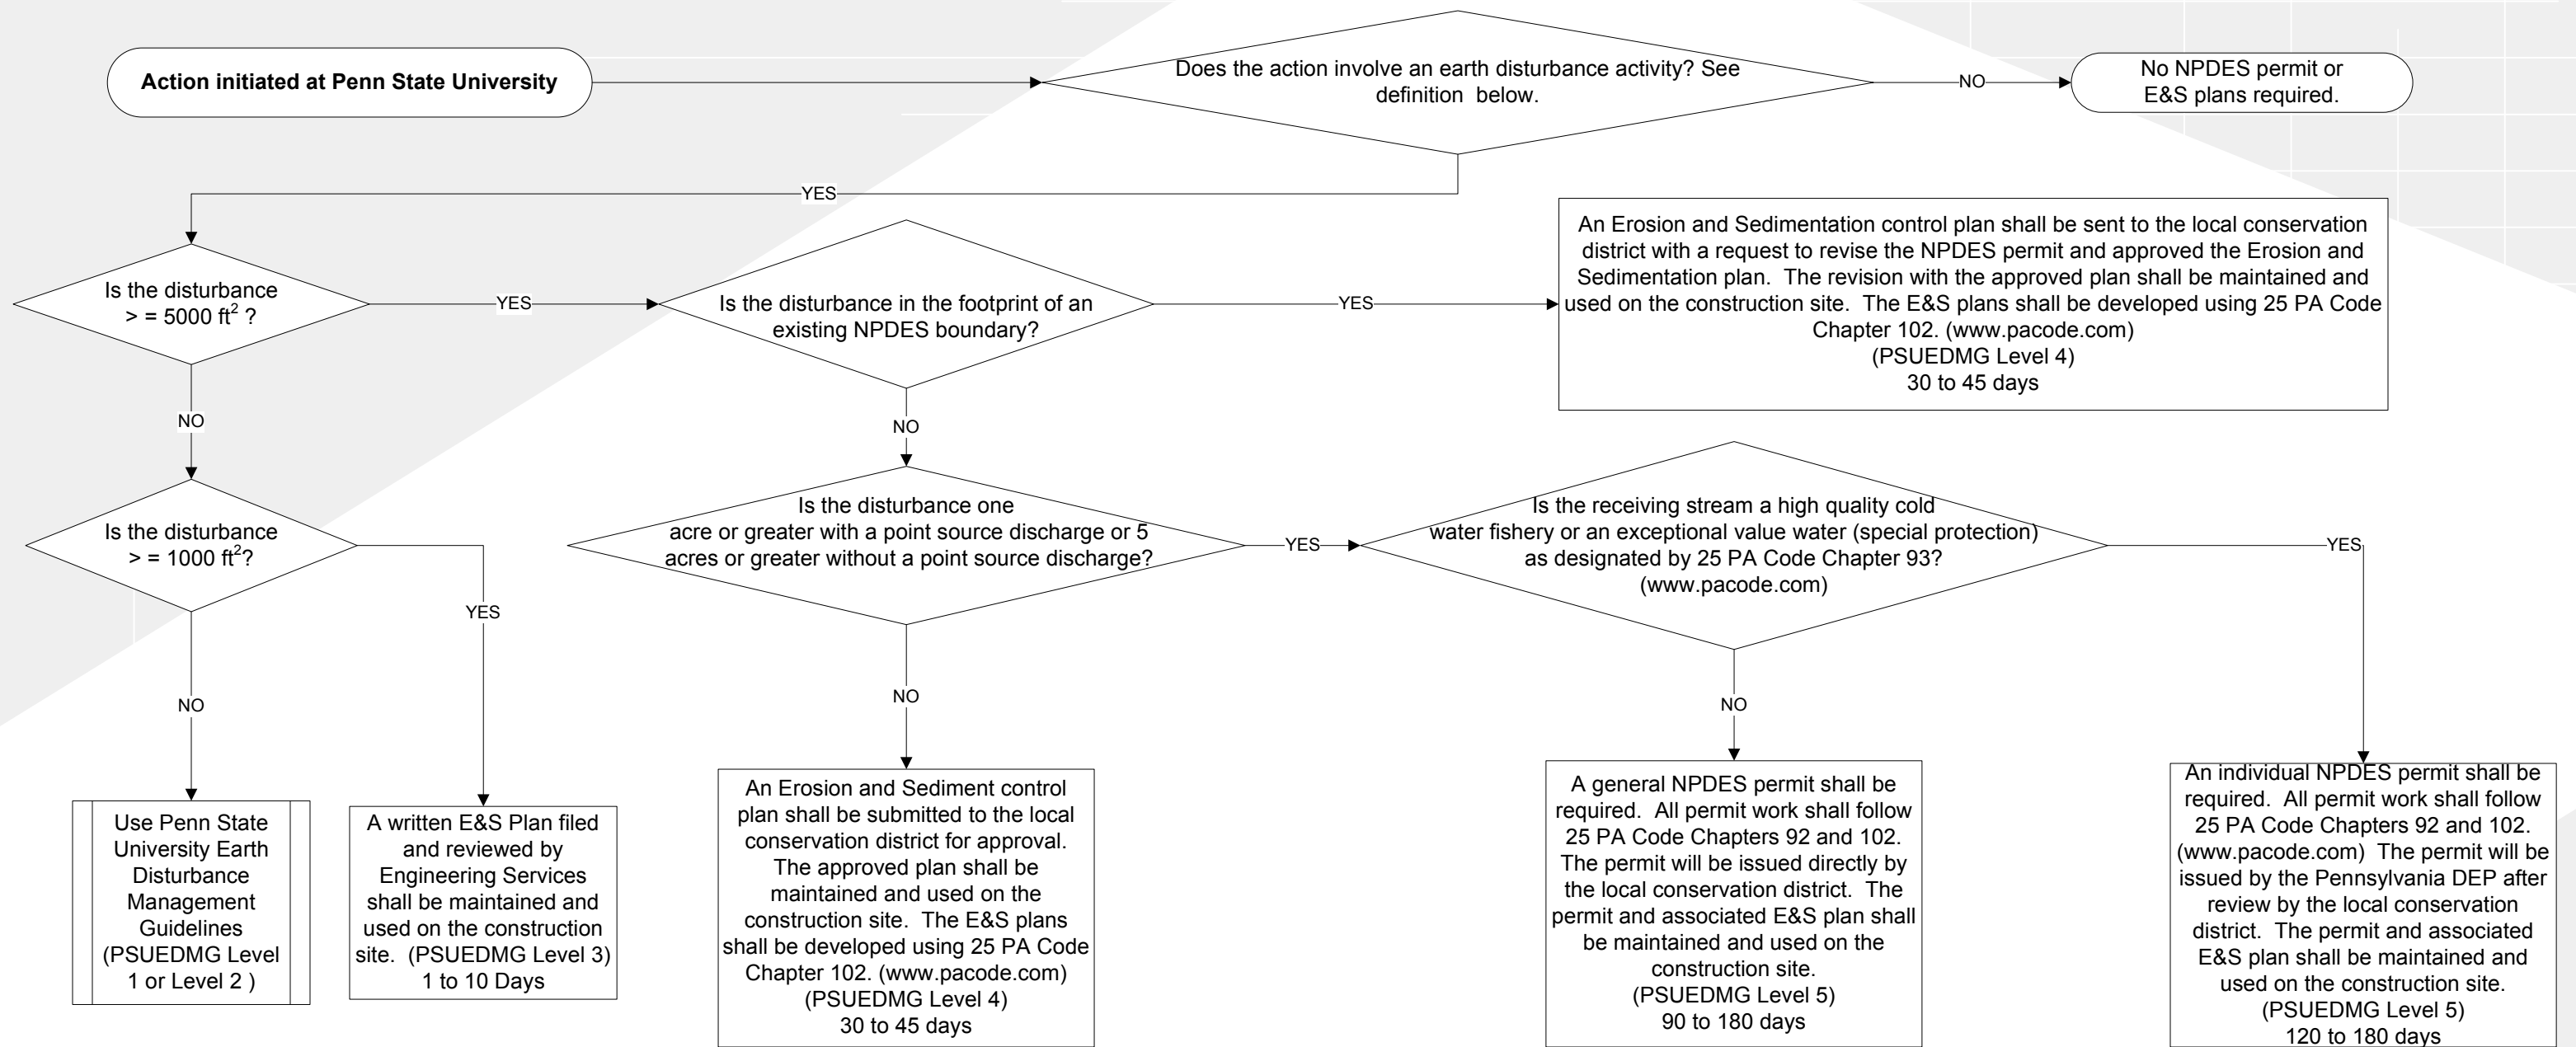 Action initiated at Penn State University
Does the action involve an earth disturbance activity? See
definition  below.
NO
No NPDES permit or
E&S plans required.
YES
Is the disturbance
> = 5000 ft² ?
YES
Is the disturbance in the footprint of an
existing NPDES boundary?
YES
An Erosion and Sedimentation control plan shall be sent to the local conservation
district with a request to revise the NPDES permit and approved the Erosion and
Sedimentation plan.  The revision with the approved plan shall be maintained and
used on the construction site.  The E&S plans shall be developed using 25 PA Code
Chapter 102. (www.pacode.com)
(PSUEDMG Level 4)
30 to 45 days
NO
NO
Is the disturbance
> = 1000 ft²?
YES
Is the disturbance one
acre or greater with a point source discharge or 5
acres or greater without a point source discharge?
YES
Is the receiving stream a high quality cold
water fishery or an exceptional value water (special protection)
as designated by 25 PA Code Chapter 93?
(www.pacode.com)
YES
NO
NO
NO
Use Penn State
University Earth
Disturbance
Management
Guidelines
(PSUEDMG Level
1 or Level 2 )
A written E&S Plan filed
and reviewed by
Engineering Services
shall be maintained and
used on the construction
site.  (PSUEDMG Level 3)
1 to 10 Days
An Erosion and Sediment control
plan shall be submitted to the local
conservation district for approval.
The approved plan shall be
maintained and used on the
construction site.  The E&S plans
shall be developed using 25 PA Code
Chapter 102. (www.pacode.com)
(PSUEDMG Level 4)
30 to 45 days
A general NPDES permit shall be
required.  All permit work shall follow
25 PA Code Chapters 92 and 102.
The permit will be issued directly by
the local conservation district.  The
permit and associated E&S plan shall
be maintained and used on the
construction site.
(PSUEDMG Level 5)
90 to 180 days
An individual NPDES permit shall be
required.  All permit work shall follow
25 PA Code Chapters 92 and 102.
(www.pacode.com)  The permit will be
issued by the Pennsylvania DEP after
review by the local conservation
district.  The permit and associated
E&S plan shall be maintained and
used on the construction site.
(PSUEDMG Level 5)
120 to 180 days